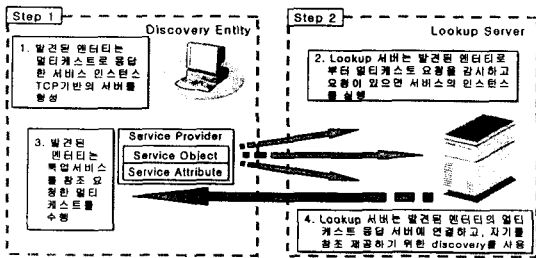 Step 1
Discovery Entity
1. 발견된 엔터티는
멀티케스트로 응답
한 서비스 인스턴스
TCP기반의 서버를
형성
3. 발견된
엔터티는
룩업서비스
를 참조 요
청한 멀티
케스트를
수행
Service Provider
Service Object
Service Attribute
Step 2
Lookup Server
2. Lookup 서버는 발견된 엔터티로
부터 멀티케스트 요청을 감시하고
요청이 있으면 서비스의 인스턴스
를 실행
4. Lookup 서버는 발견된 엔터티의 멀티
케스트 응답 서버에 연결하고, 자기를
참조 제공하기 위한 discovery를 사용